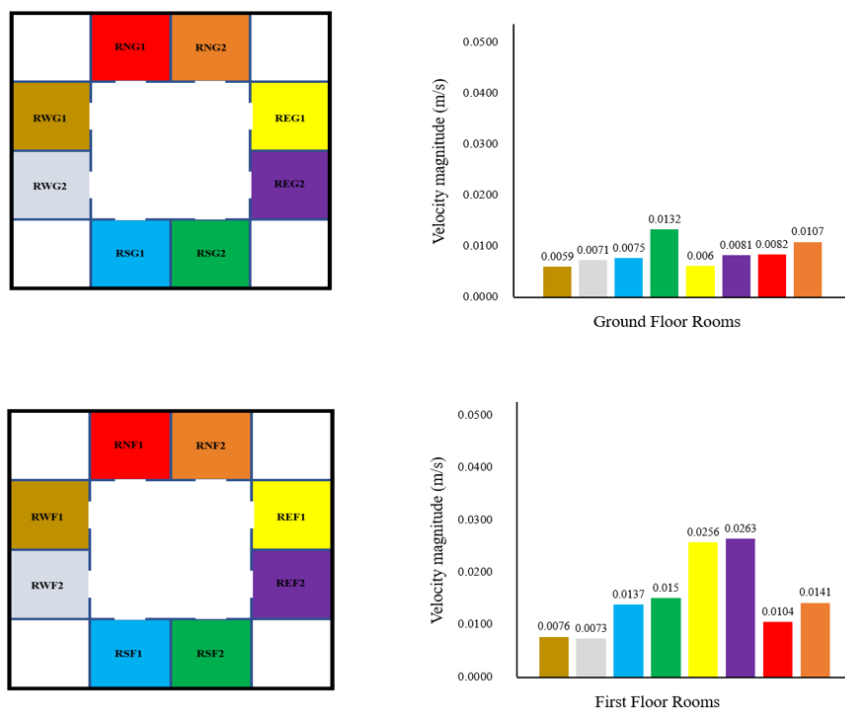 RNG1 RNG2
RWG1 REG1
RWG2 REG2
RSG1 RSG2
Velocity magnitude (m/s)
0.0500
0.0400
0.0300
0.0200
0.0100
0.0000
0.0059 0.0071 0.0075 0.0132 0.006 0.0081 0.0082 0.0107
Ground Floor Rooms
RNF1 RNF2
RWF1 REF1
RWF2 REF2
RSF1 RSF2
Velocity magnitude (m/s)
0.0500
0.0400
0.0300
0.0200
0.0100
0.0000
0.0076 0.0073 0.0137 0.015 0.0256 0.0263 0.0104 0.0141
First Floor Rooms